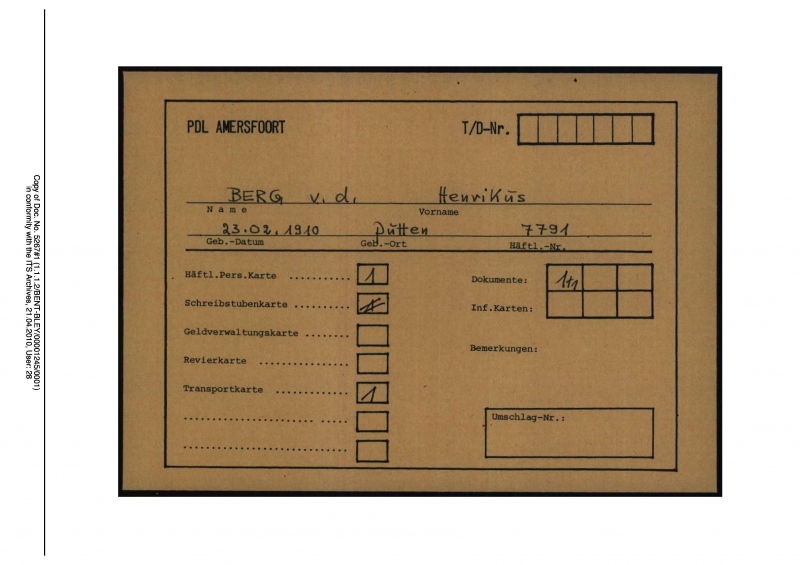 PDL AMERSFOORT T/D-Nr.
BERG v. d. Henrikus
Name Vorname
23.02.1910 Putten 7791
Geb.-Datum Geb.-Ort Häftl.-Nr.
Häftl.Pers.Karte .......... 1
Schreibstubenkarte .........
Geldverwaltungskarte .......
Revierkarte ..............
Transportkarte ............ 1
Dokumente: 1+1
Inf.Karten:
Bemerkungen:
Umschlag-Nr.:
Copy of Doc. No. 5267#1 (1.1.1.2/BENT-BLEY/00001245/0001)
in conformity with the ITS Archives, 21.04.2010, User: 28